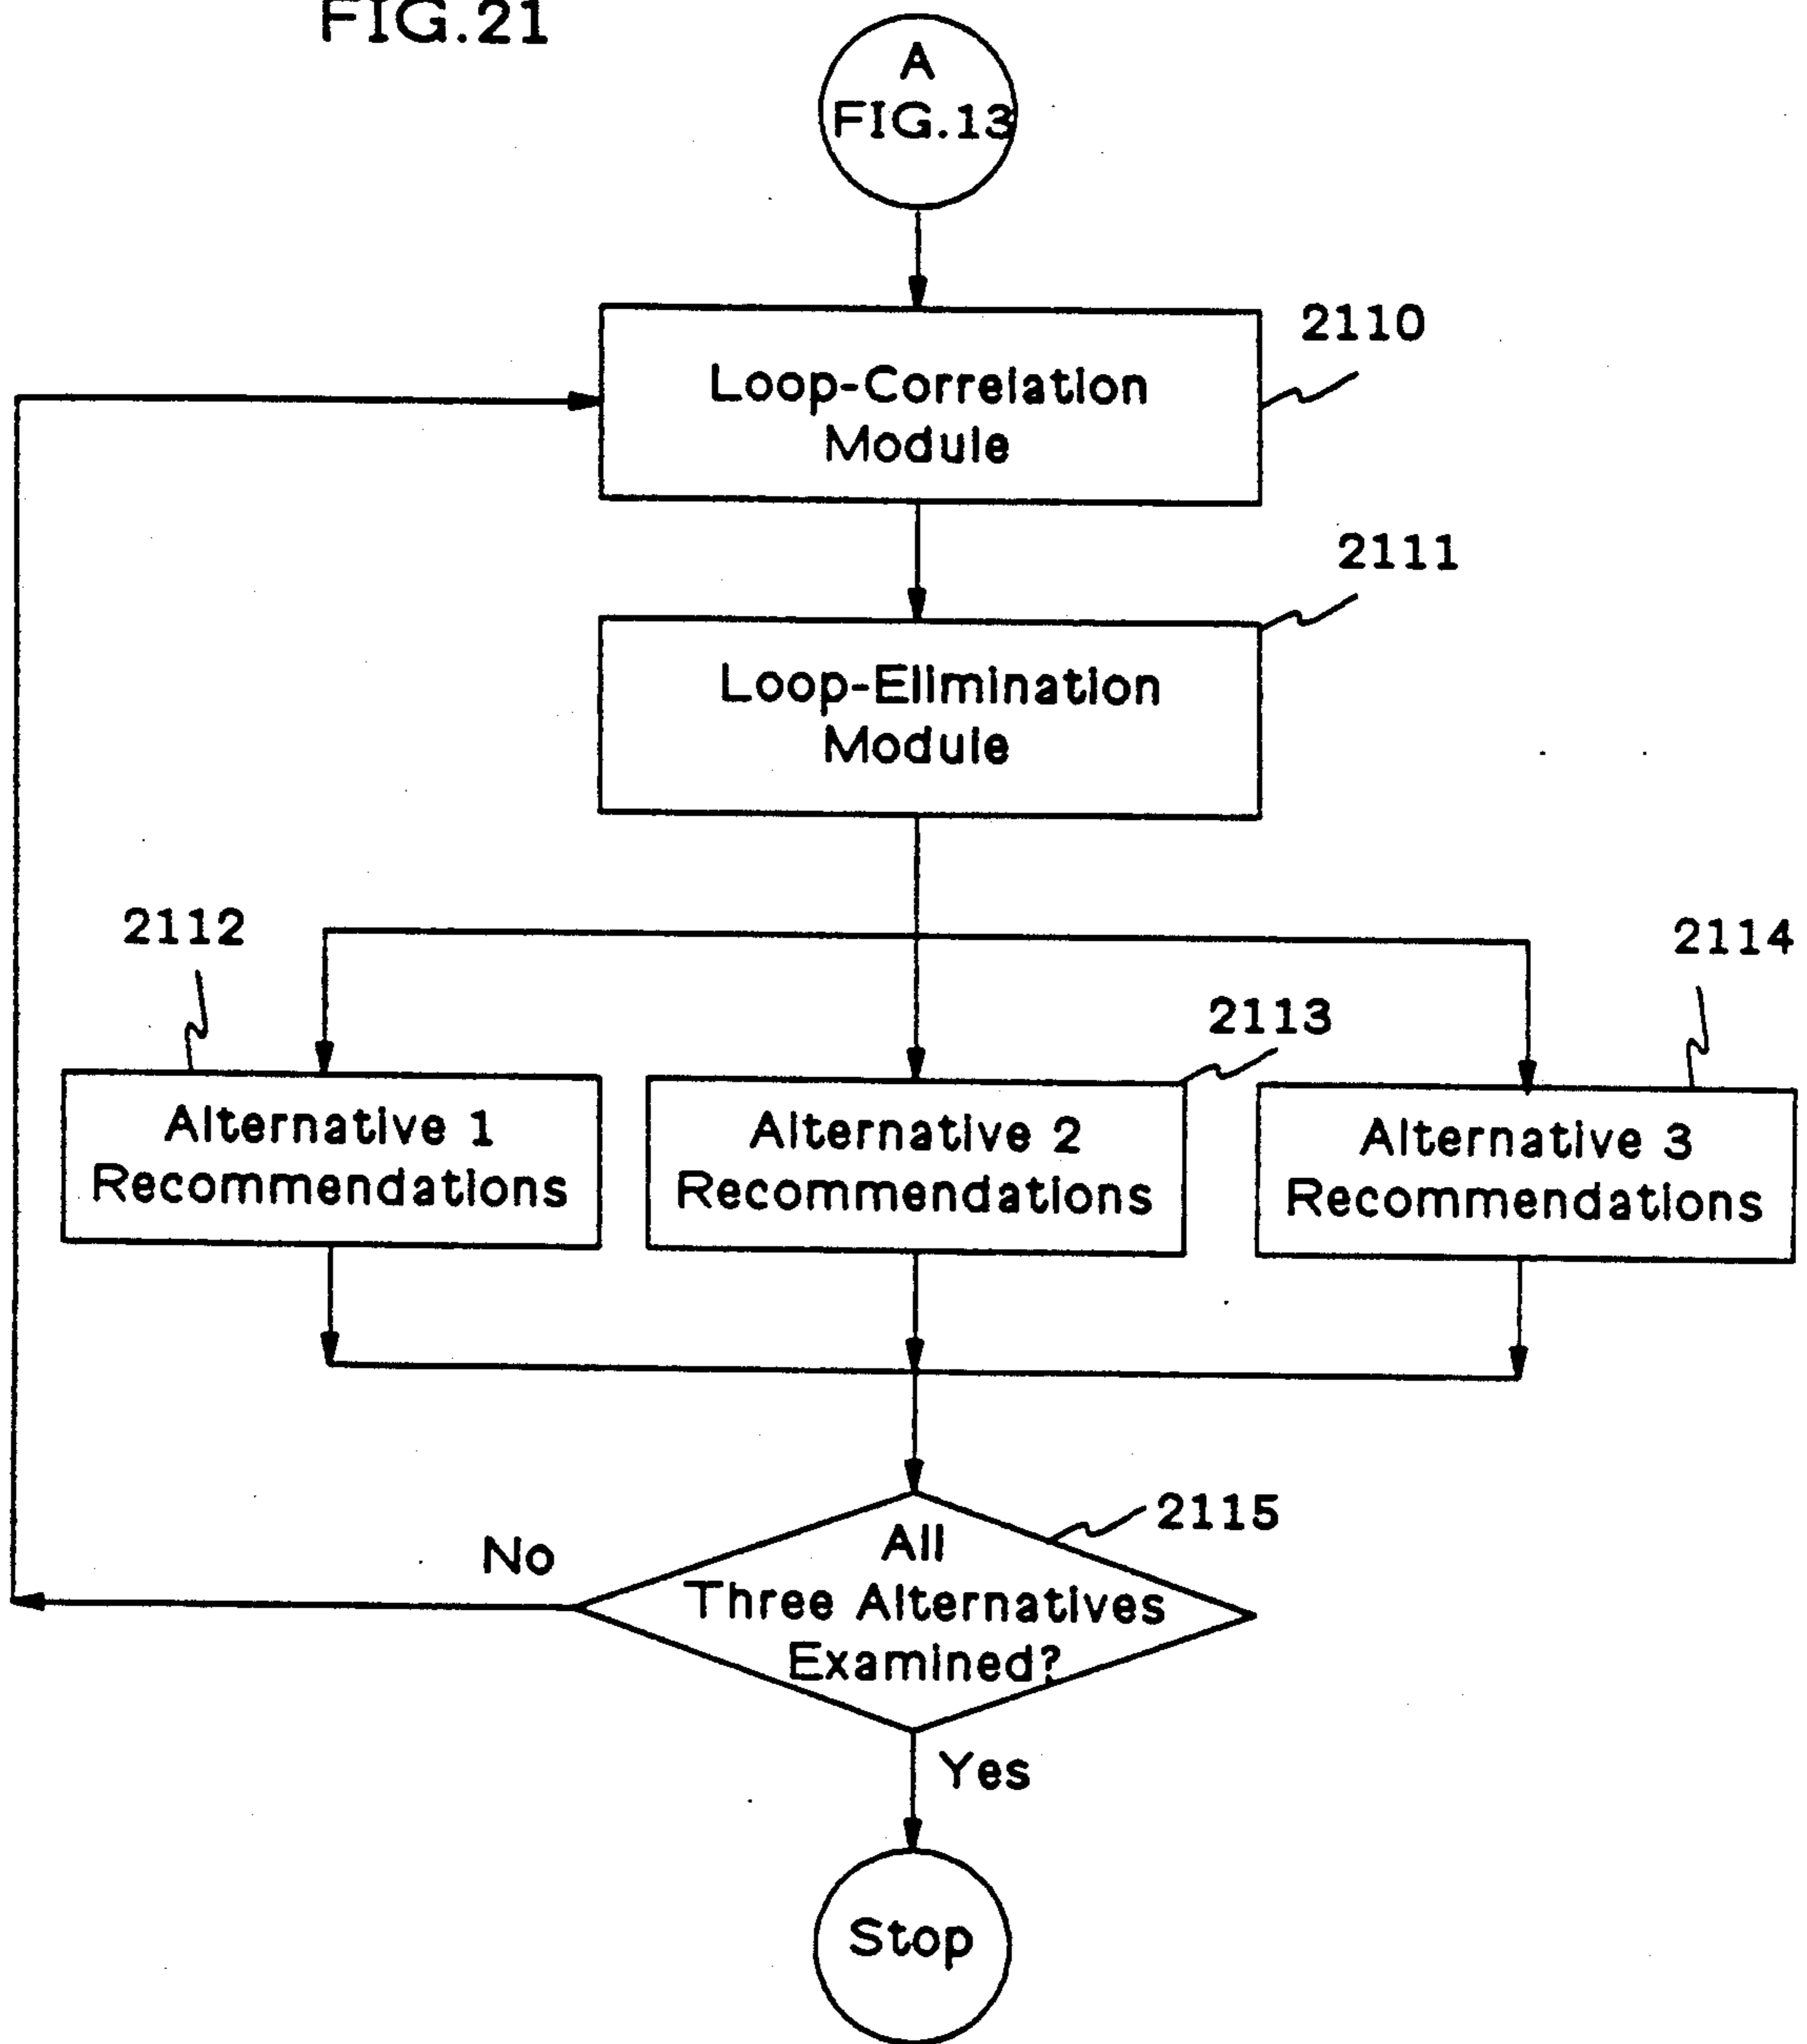 FIG.21
A
FIG.13
2110
Loop-Correlation
Module
2111
Loop-Elimination
Module
2112
2114
2113
Alternative 1
Recommendations
Alternative 2
Recommendations
Alternative 3
Recommendations
2115
No
All
Three Alternatives
Examined?
Yes
Stop